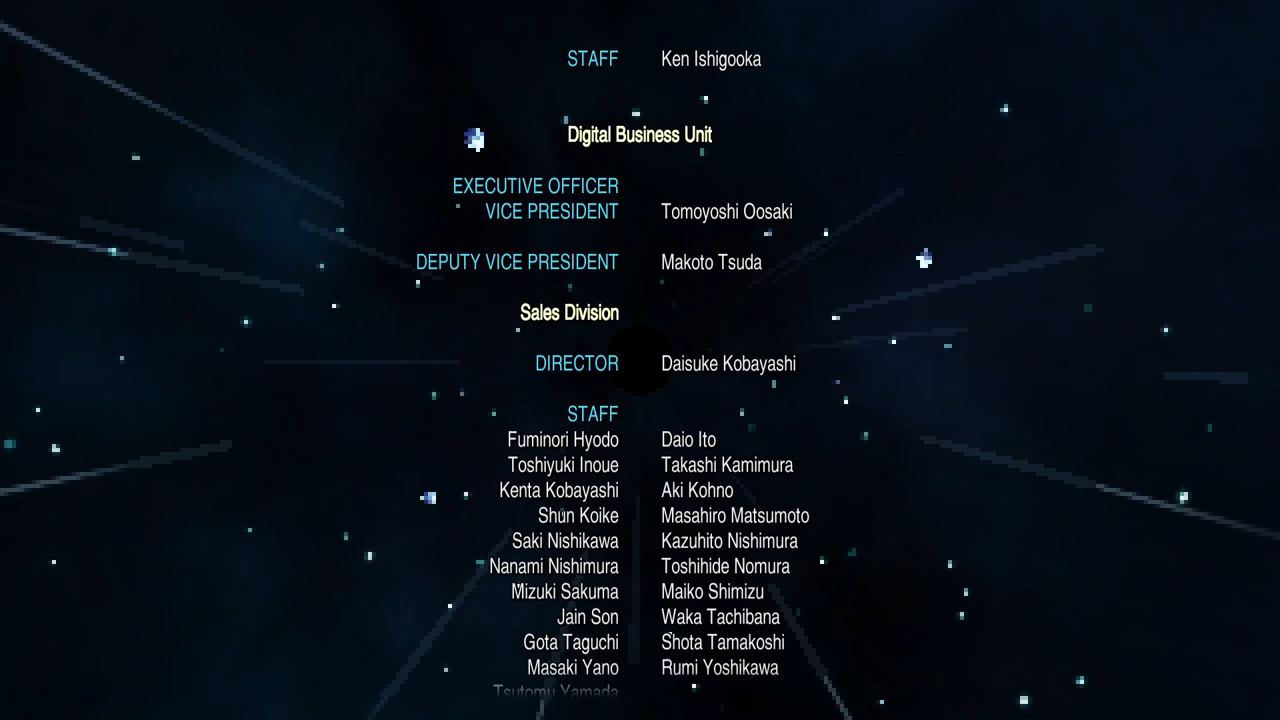 STAFF Ken Ishigooka
Digital Business Unit
EXECUTIVE OFFICER
VICE PRESIDENT Tomoyoshi Oosaki
DEPUTY VICE PRESIDENT Makoto Tsuda
Sales Division
DIRECTOR Daisuke Kobayashi
STAFF
Fuminori Hyodo Daio Ito
Toshiyuki Inoue Takashi Kamimura
Kenta Kobayashi Aki Kohno
Shun Koike Masahiro Matsumoto
Saki Nishikawa Kazuhito Nishimura
Nanami Nishimura Toshihide Nomura
Mizuki Sakuma Maiko Shimizu
Jain Son Waka Tachibana
Gota Taguchi Shota Tamakoshi
Masaki Yano Rumi Yoshikawa
Tsutomu Yamada